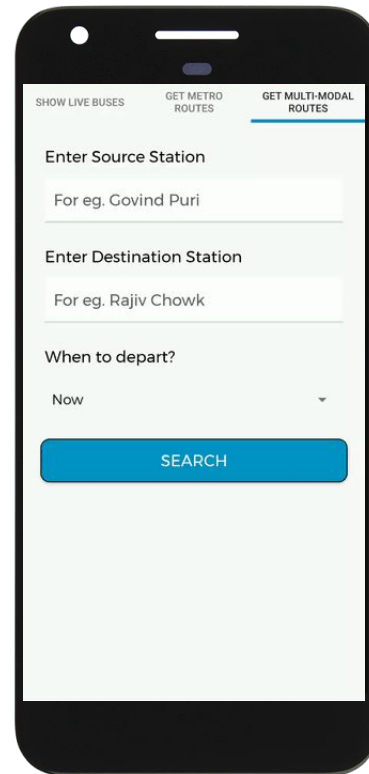 SHOW LIVE BUSES
GET METRO
ROUTES
GET MULTI-MODAL
ROUTES
Enter Source Station
For eg. Govind Puri
Enter Destination Station
For eg. Rajiv Chowk
When to depart?
Now
SEARCH